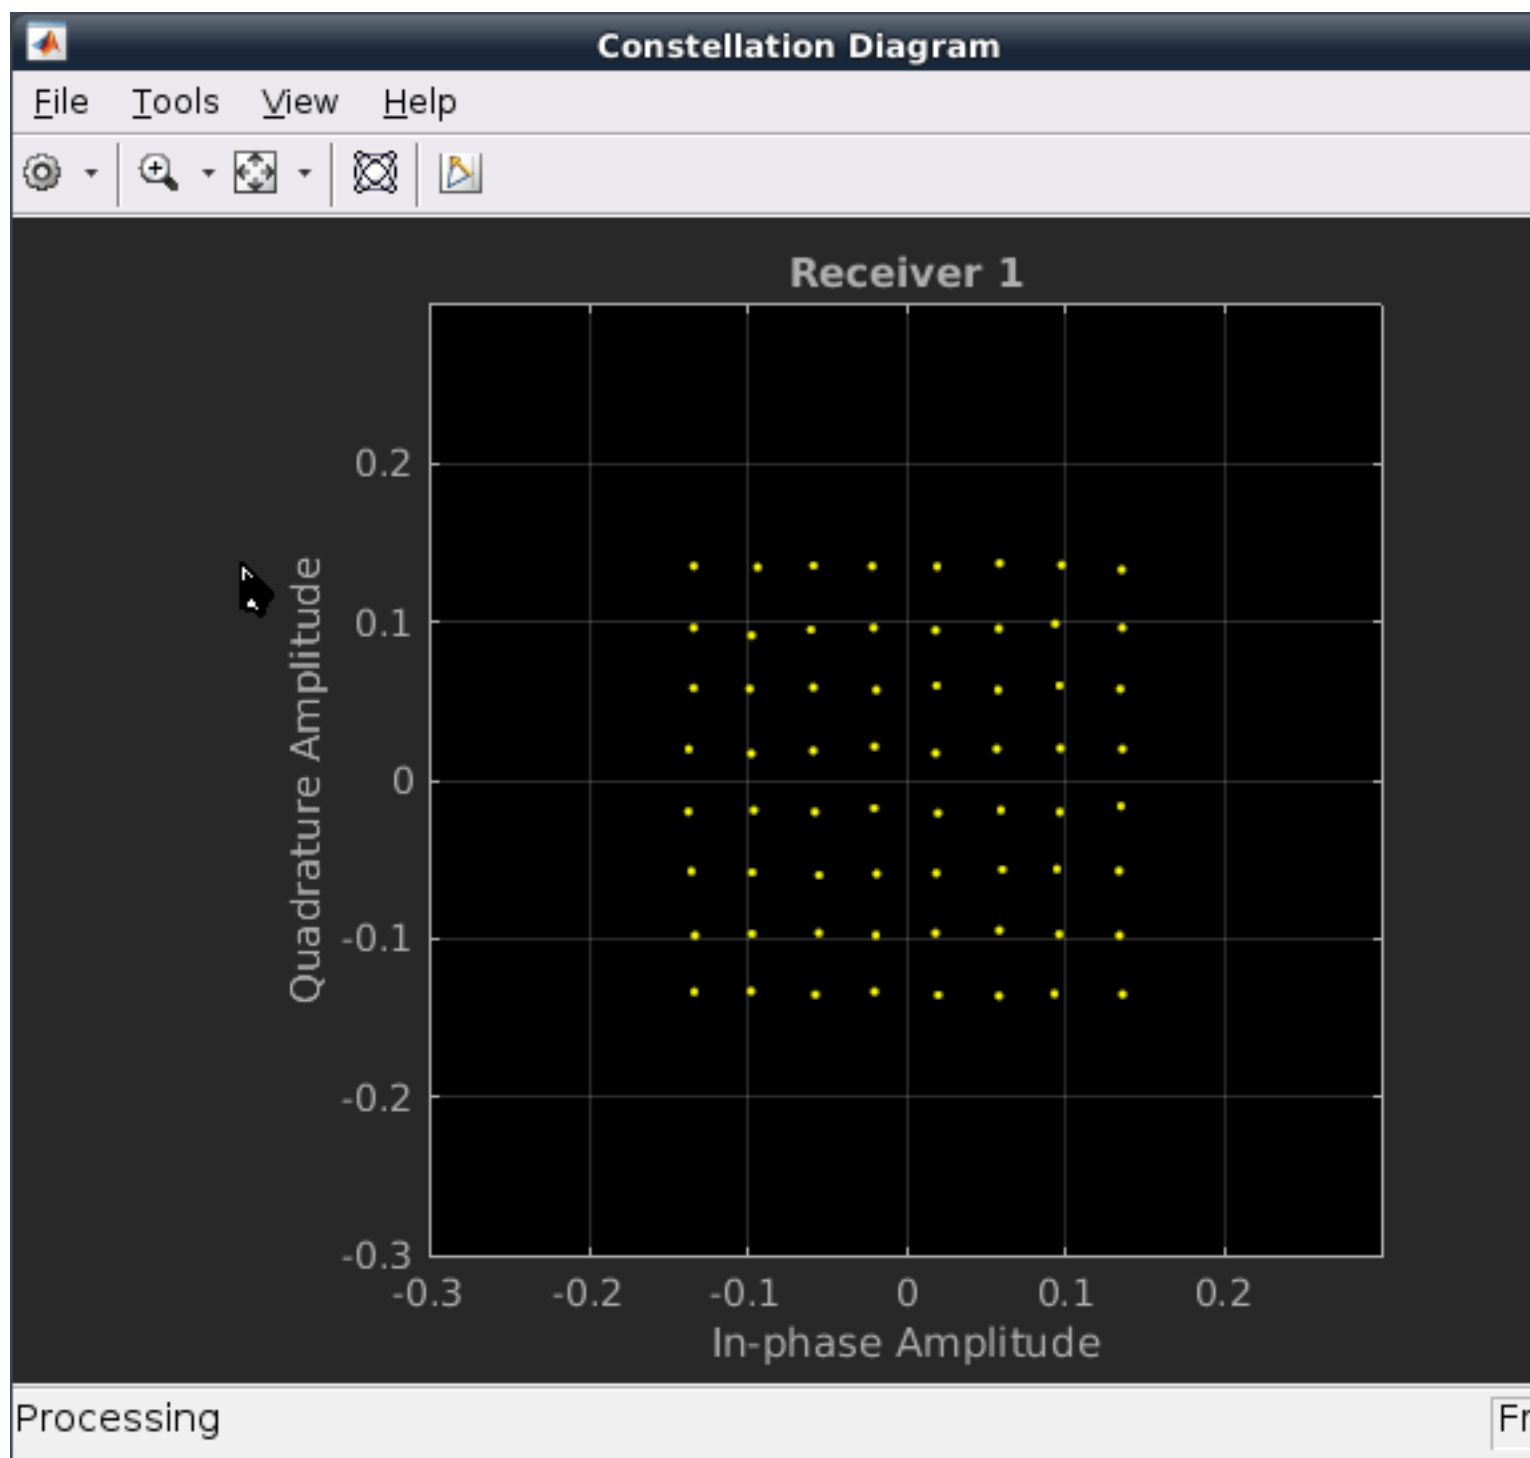 Constellation Diagram
File Tools View Help
Receiver 1
0.2
0.1
0
-0.1
-0.2
-0.3
Quadrature Amplitude
-0.3 -0.2 -0.1 0 0.1 0.2
In-phase Amplitude
Processing
Fr